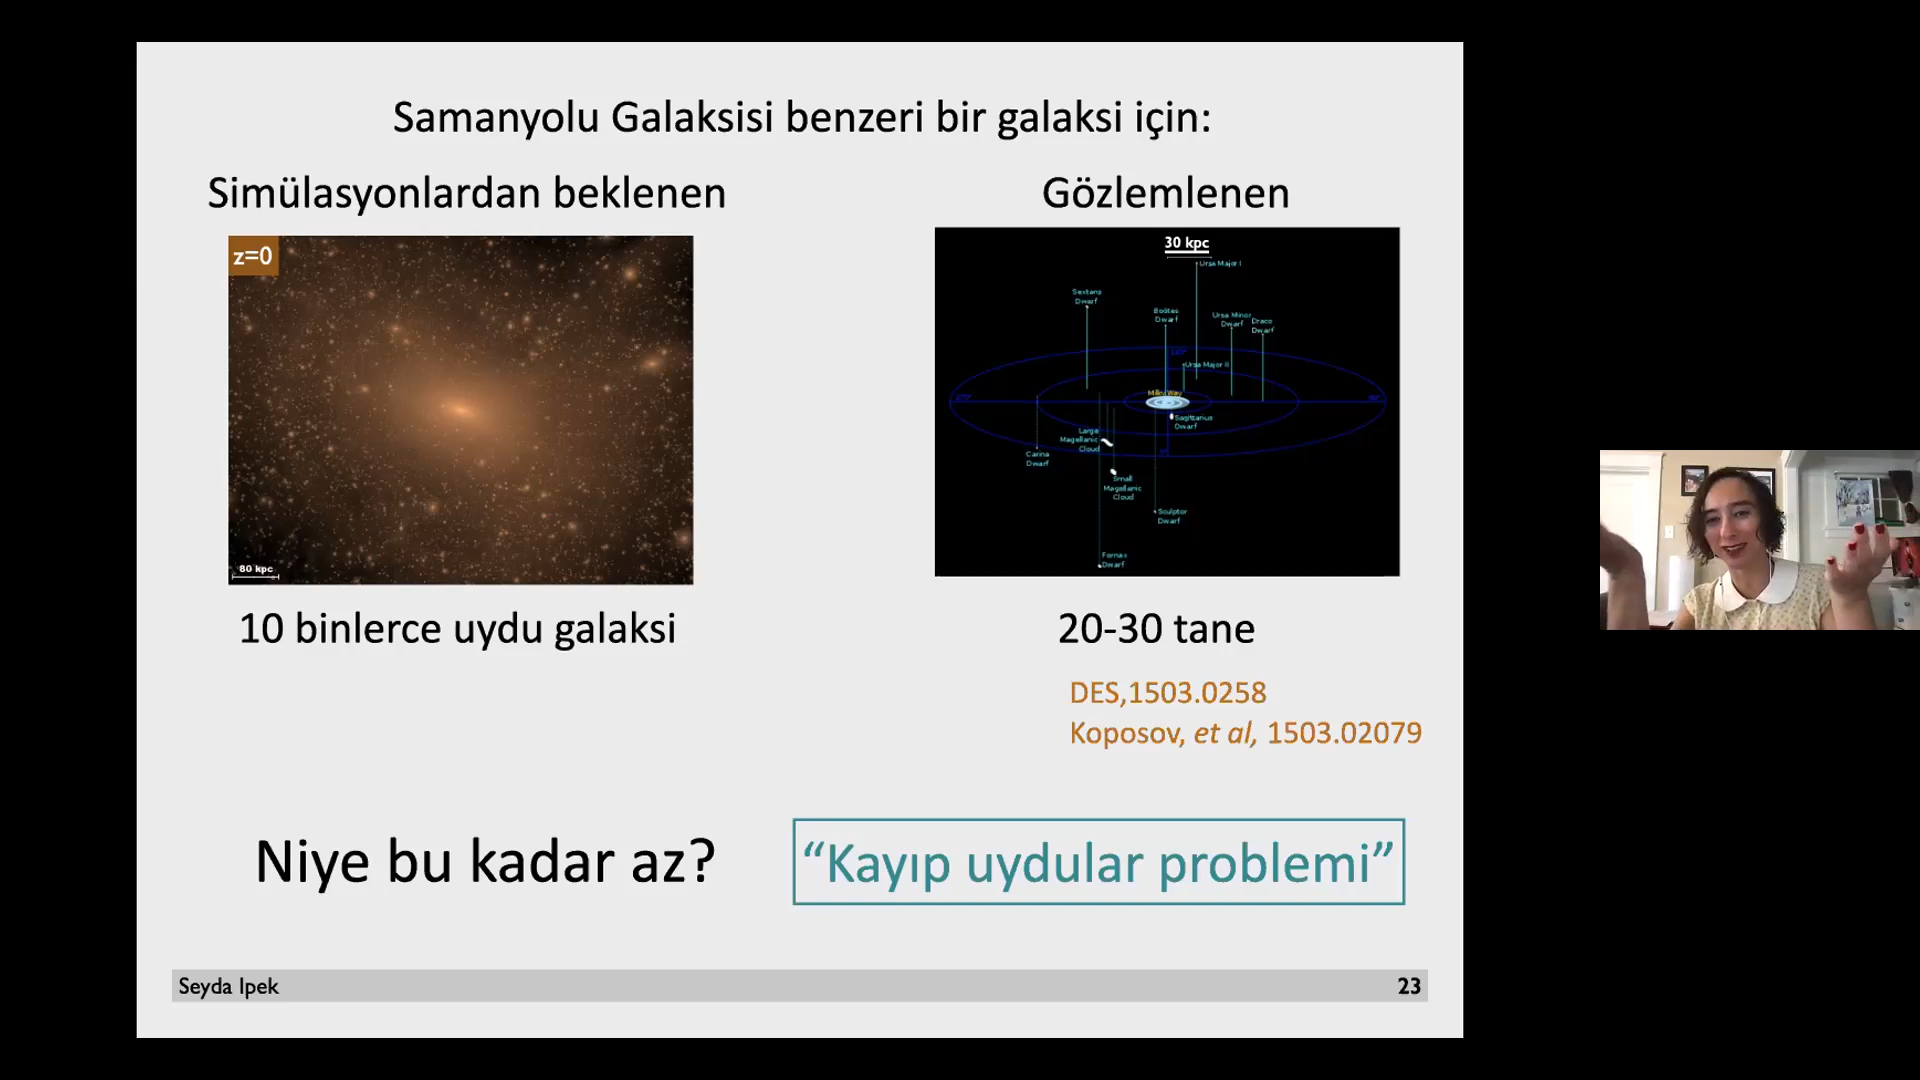 Samanyolu Galaksisi benzeri bir galaksi için:
Simülasyonlardan beklenen
Gözlemlenen
z=0
80 kpc
30 kpc
Ursa Major I
Sextans
Dwarf
Boötes
Dwarf
Ursa Minor
Dwarf
Draco
Dwarf
Ursa Major II
Milky Way
Sagittarius
Dwarf
Large
Magellanic
Cloud
Carina
Dwarf
Small
Magellanic
Cloud
Sculptor
Dwarf
Fornax
Dwarf
10 binlerce uydu galaksi
20-30 tane
DES,1503.0258
Koposov, et al, 1503.02079
Niye bu kadar az?
“Kayıp uydular problemi”
Seyda Ipek
23